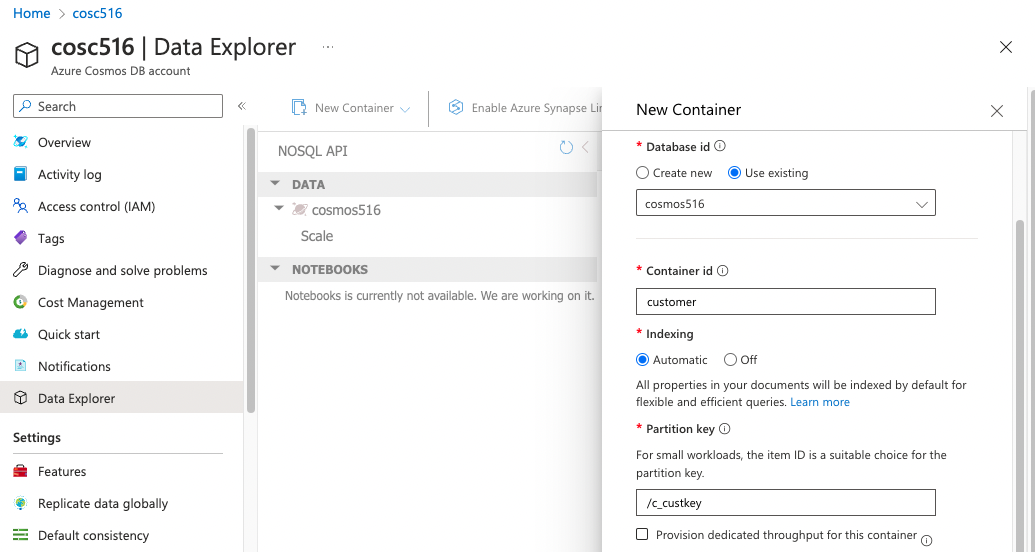 Home > cosc516
cosc516 | Data Explorer ...
Azure Cosmos DB account
Search
«
Overview
Activity log
Access control (IAM)
Tags
Diagnose and solve problems
Cost Management
Quick start
Notifications
Data Explorer
Settings
Features
Replicate data globally
Default consistency
New Container
Enable Azure Synapse Lin
NOSQL API
DATA
cosmos516
Scale
NOTEBOOKS
Notebooks is currently not available. We are working on it.
New Container
* Database id
Create new
Use existing
cosmos516
* Container id
customer
* Indexing
Automatic
Off
All properties in your documents will be indexed by default for
flexible and efficient queries. Learn more
* Partition key
For small workloads, the item ID is a suitable choice for the
partition key.
/c_custkey
Provision dedicated throughput for this container